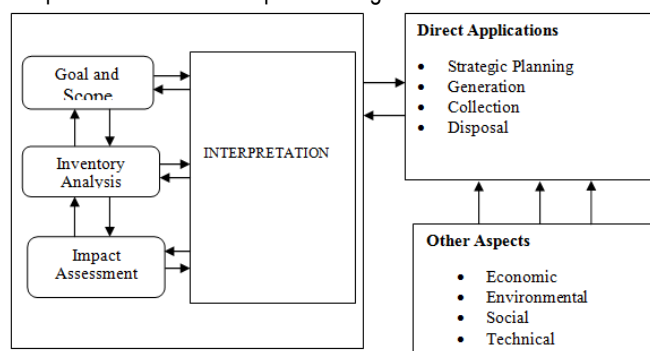 Goal and
Scope
Inventory
Analysis
Impact
Assessment
INTERPRETATION
Direct Applications
• Strategic Planning
• Generation
• Collection
• Disposal
Other Aspects
• Economic
• Environmental
• Social
• Technical